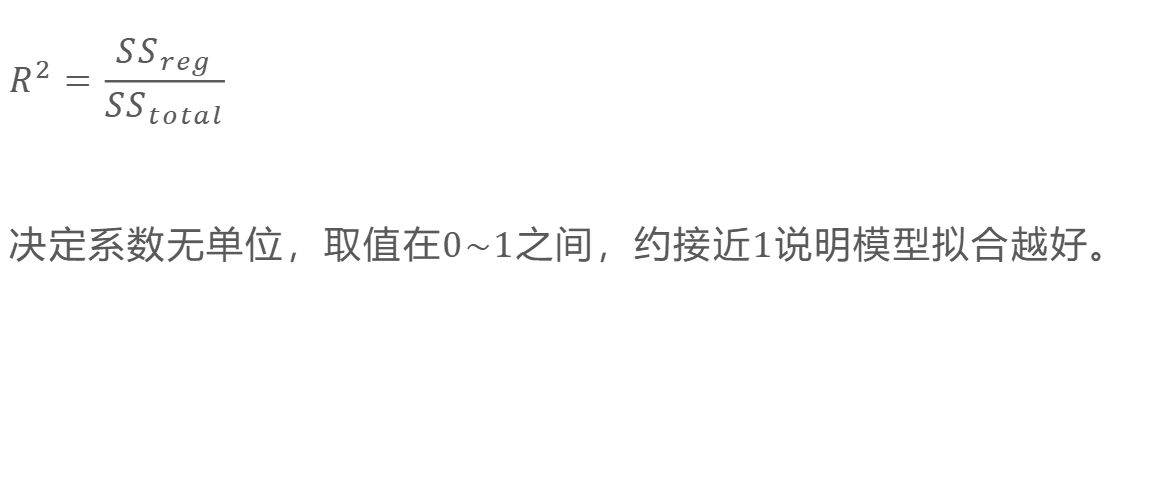 R² = SS_reg / SS_total
决定系数无单位，取值在0~1之间，约接近1说明模型拟合越好。